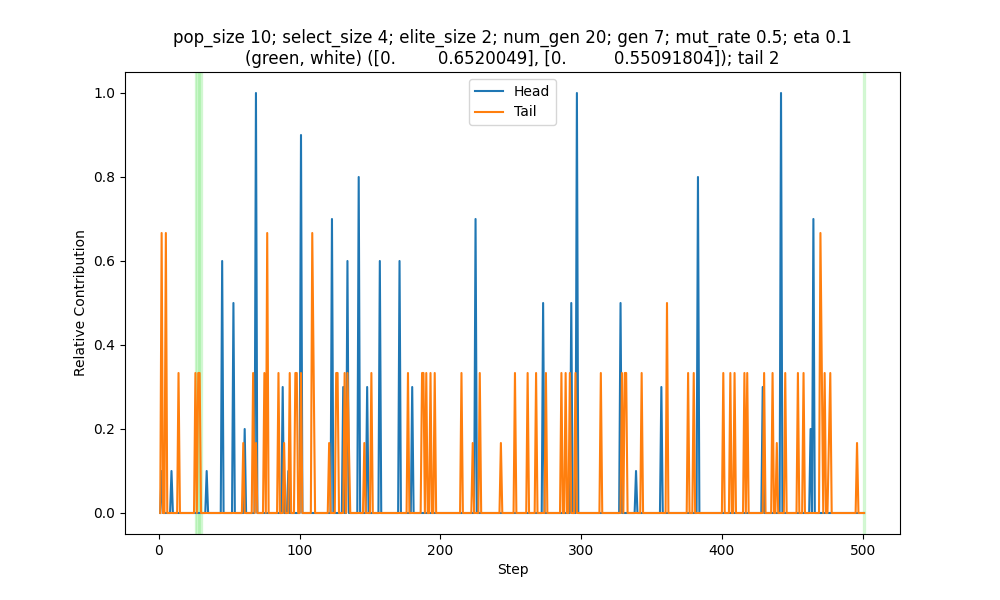 pop_size 10; select_size 4; elite_size 2; num_gen 20; gen 7; mut_rate 0.5; eta 0.1
(green, white) ([0.        0.6520049], [0.         0.55091804]); tail 2
Head
Tail
1.0
0.8
0.6
0.4
0.2
0.0
Relative Contribution
0 100 200 300 400 500
Step